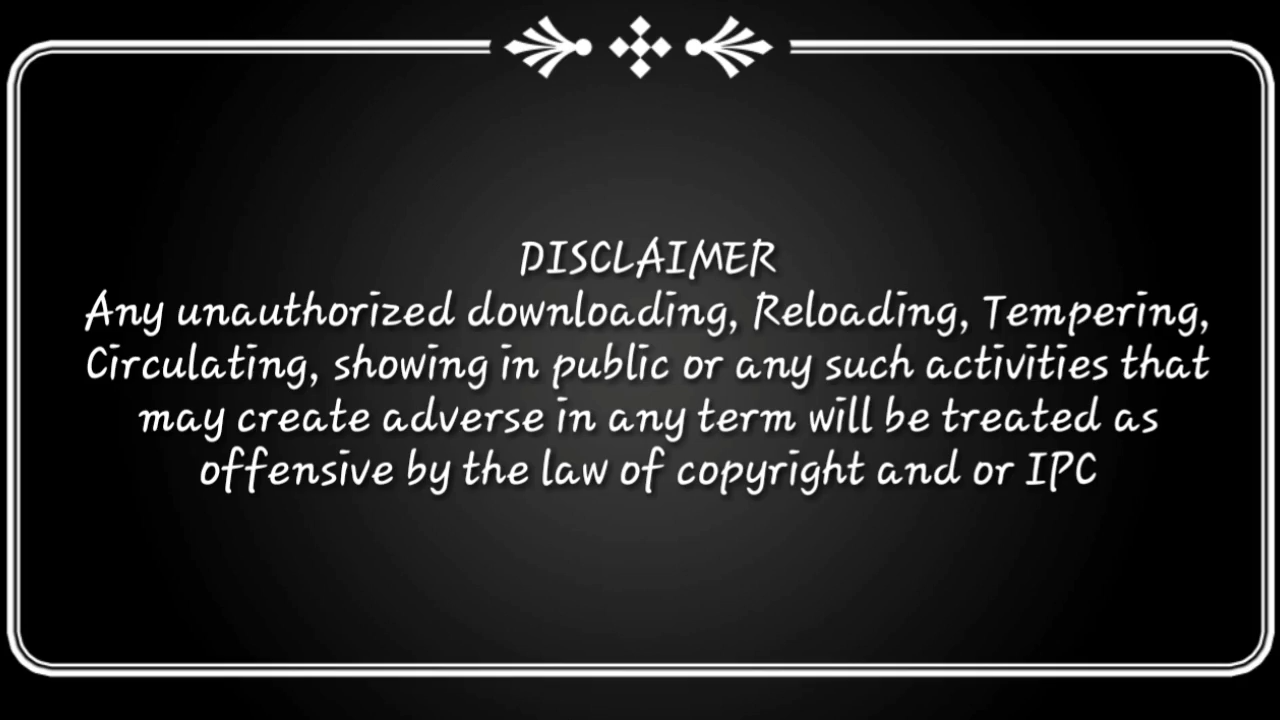 DISCLAIMER
Any unauthorized downloading, Reloading, Tempering,
Circulating, showing in public or any such activities that
may create adverse in any term will be treated as
offensive by the law of copyright and or IPC